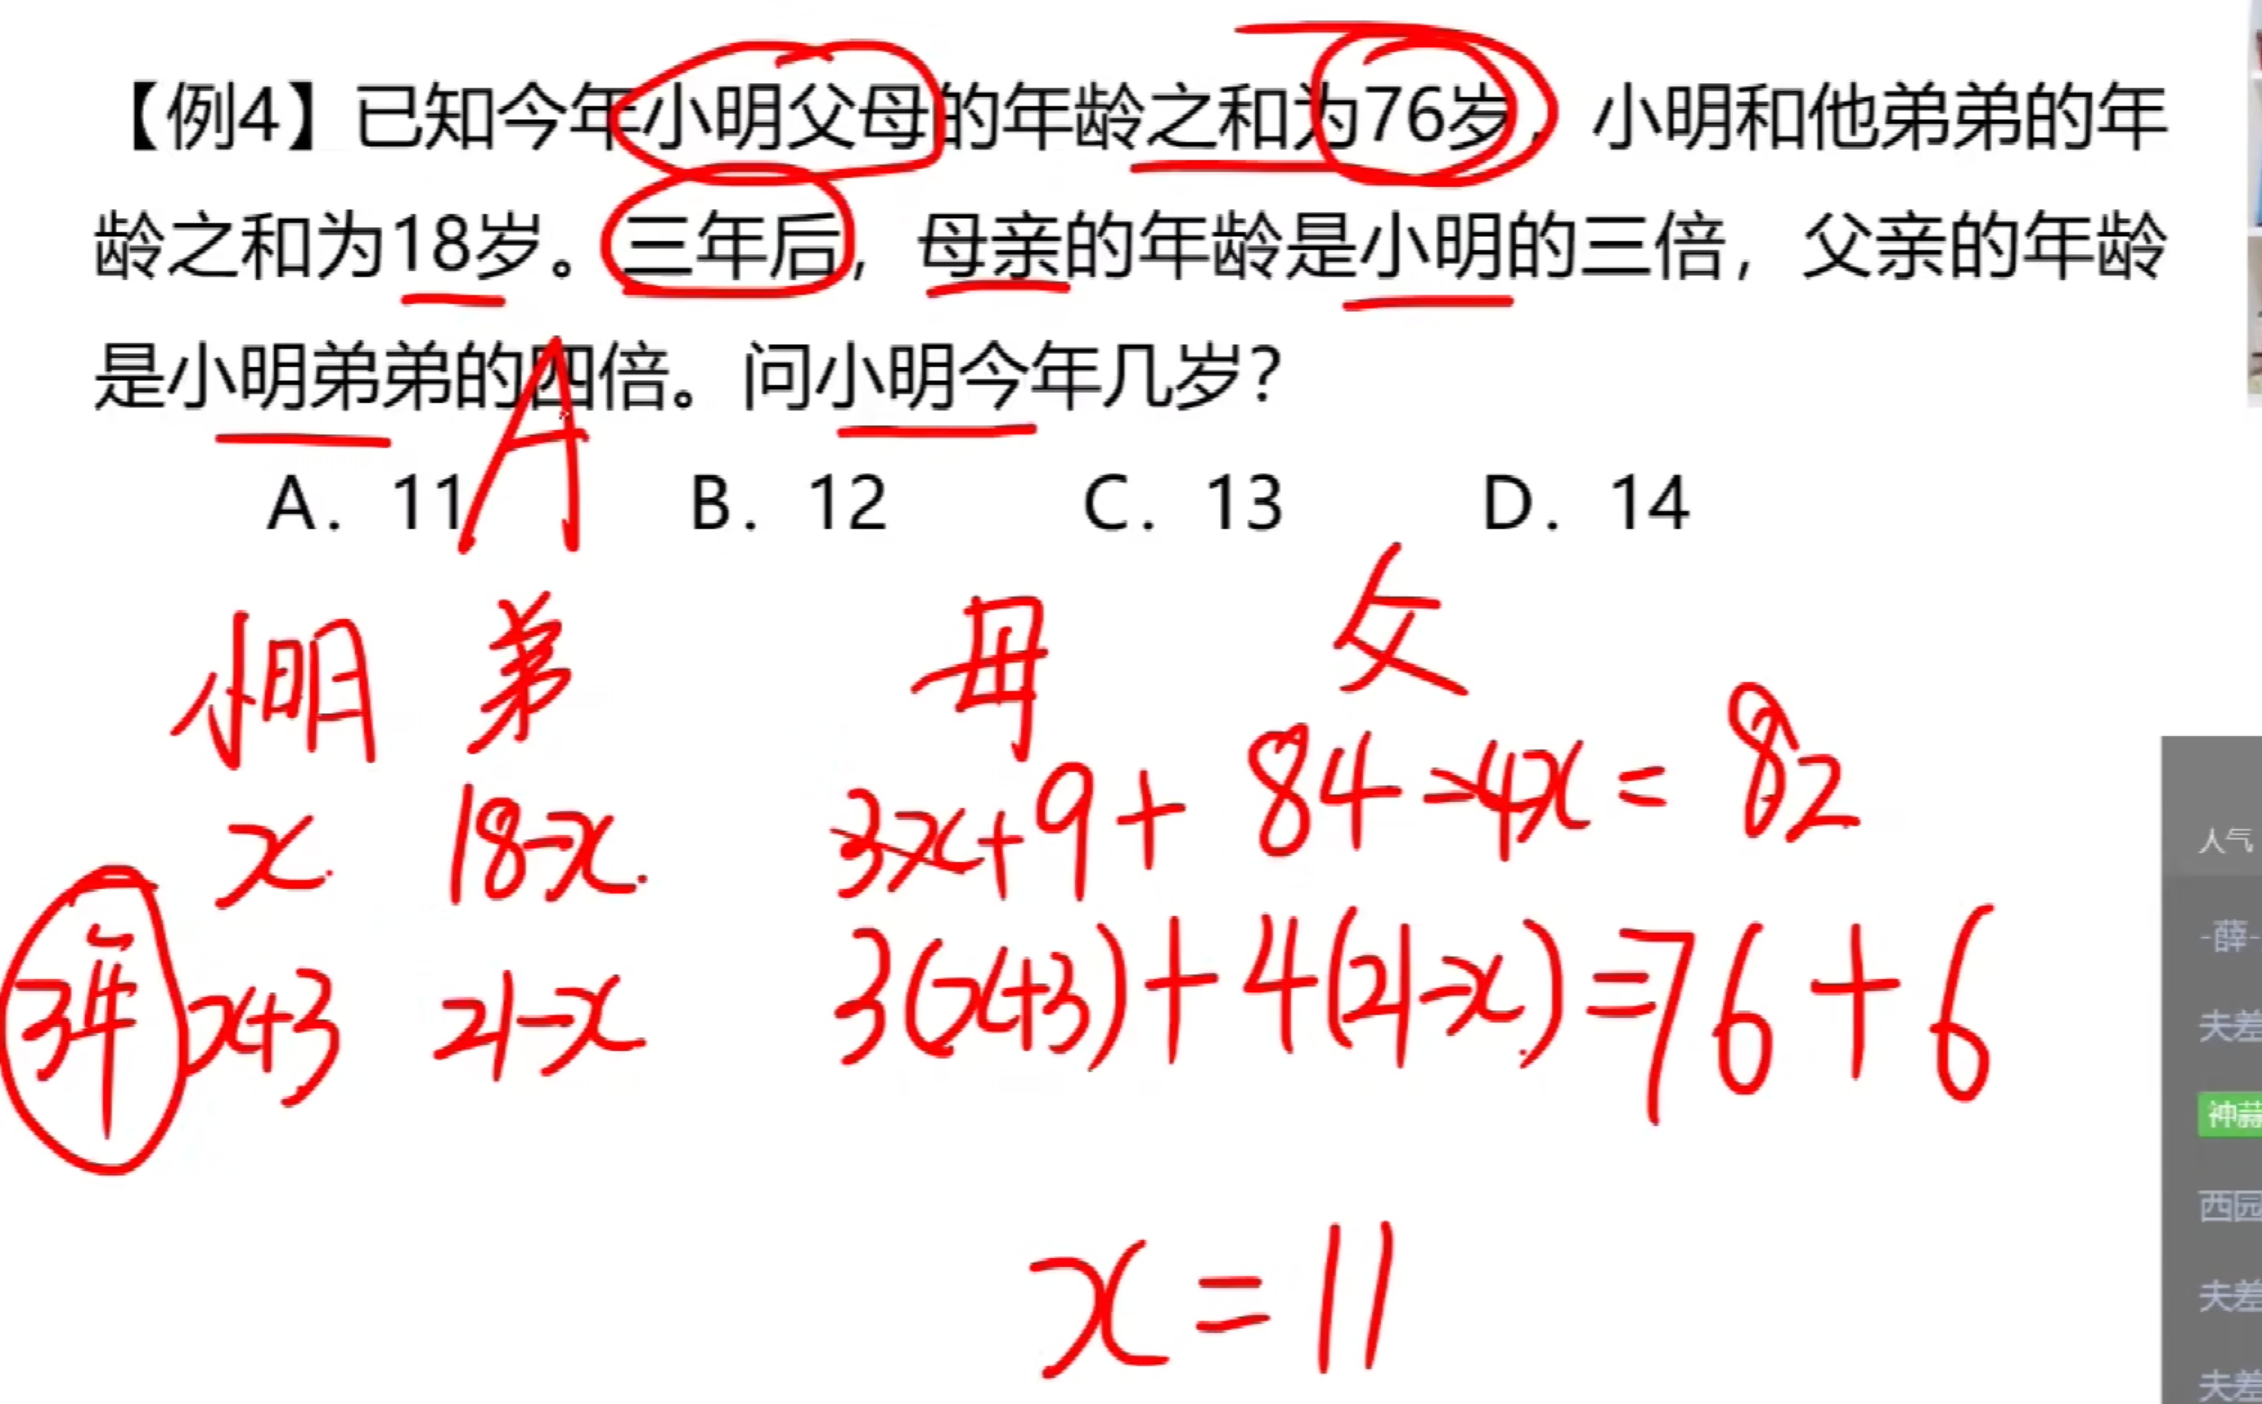 【例4】已知今年小明父母的年龄之和为76岁，小明和他弟弟的年
龄之和为18岁。三年后，母亲的年龄是小明的三倍，父亲的年龄
是小明弟弟的四倍。问小明今年几岁？
A
A. 11 B. 12 C. 13 D. 14
小明 弟 母 父
x 18-x 3x+9+84-4x=82
3年 x+3 21-x 3(x+3)+4(21-x)=76+6
x=11
人气
-薛-
夫差
神蒜
西园
夫差
夫差